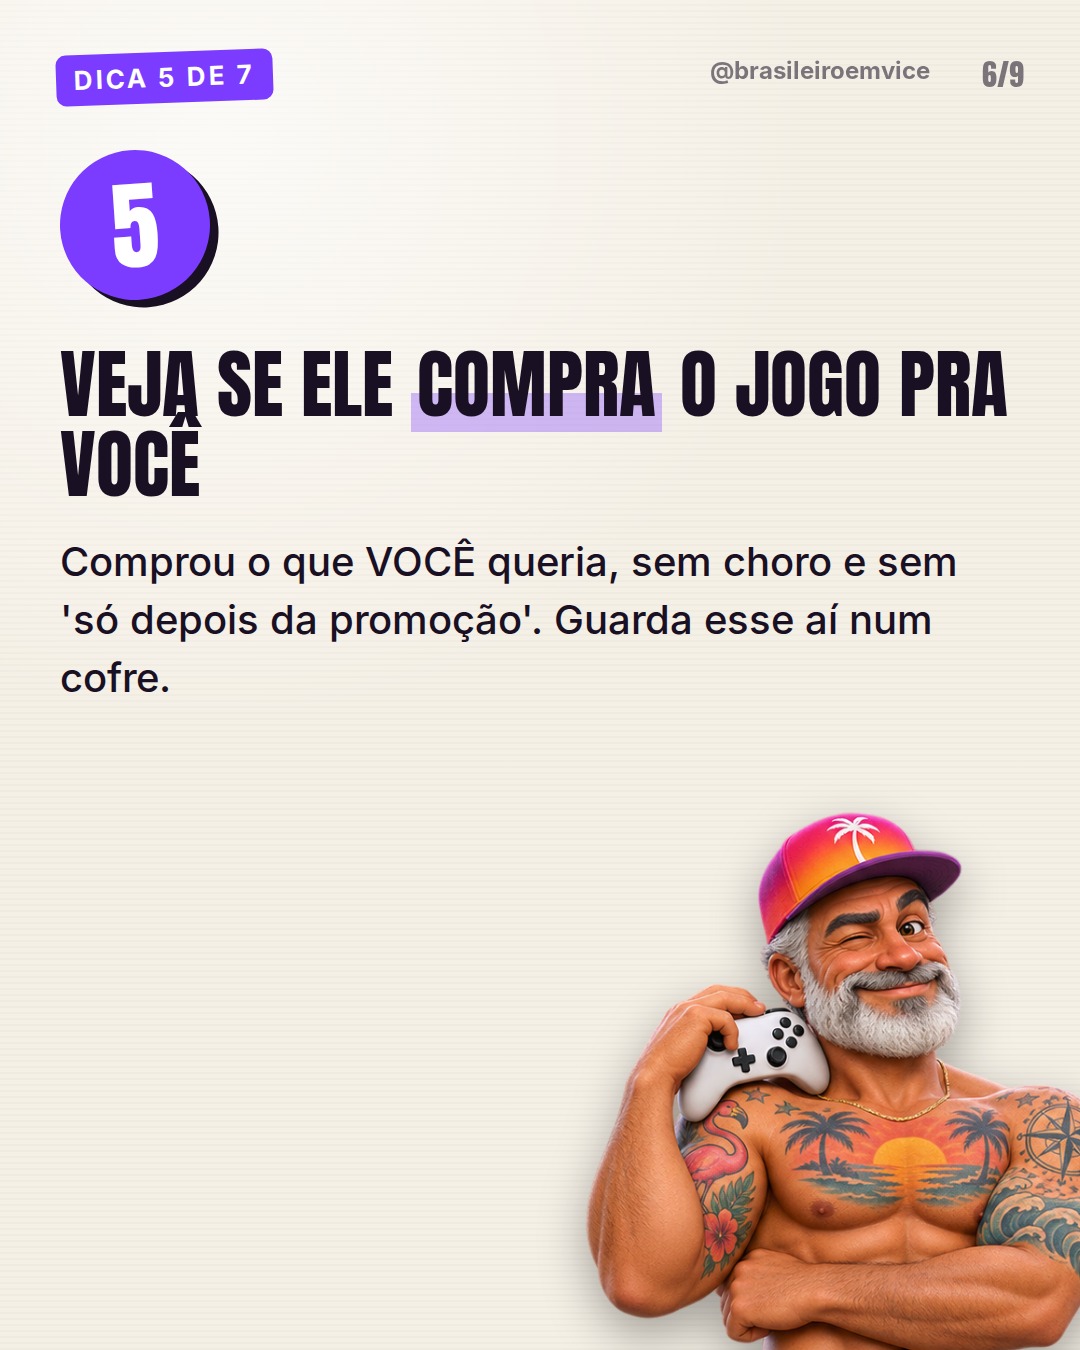 DICA 5 DE 7
@brasileiroemvice
6/9
5
VEJA SE ELE COMPRA O JOGO PRA
VOCÊ
Comprou o que VOCÊ queria, sem choro e sem
'só depois da promoção'. Guarda esse aí num
cofre.